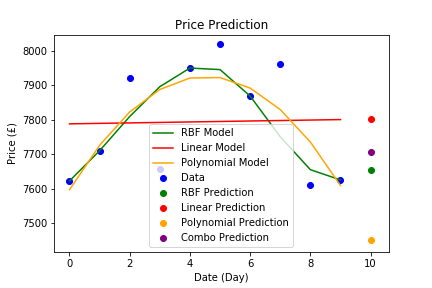 Price Prediction
8000
7900
7800
7700
7600
7500
Price (£)
RBF Model
Linear Model
Polynomial Model
Data
RBF Prediction
Linear Prediction
Polynomial Prediction
Combo Prediction
0 2 4 6 8 10
Date (Day)